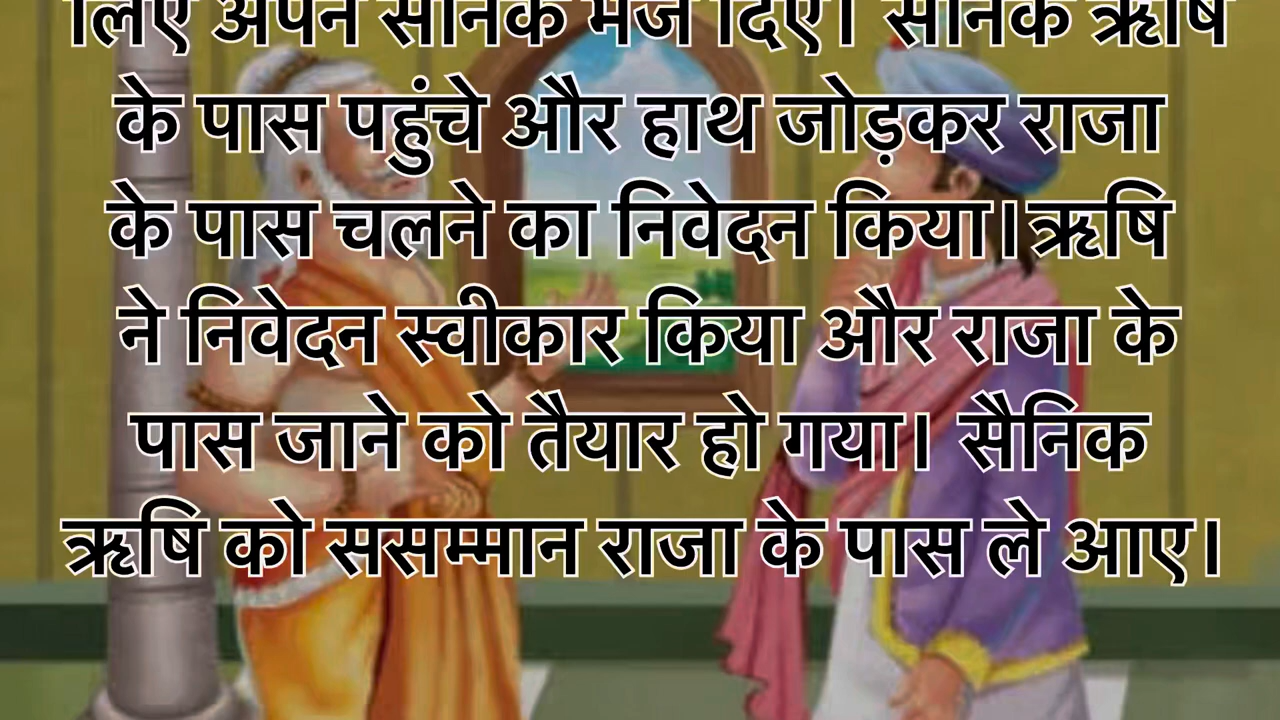 लिए अपने सैनिक भेज दिए। सैनिक ऋषि
के पास पहुंचे और हाथ जोड़कर राजा
के पास चलने का निवेदन किया।ऋषि
ने निवेदन स्वीकार किया और राजा के
पास जाने को तैयार हो गया। सैनिक
ऋषि को ससम्मान राजा के पास ले आए।